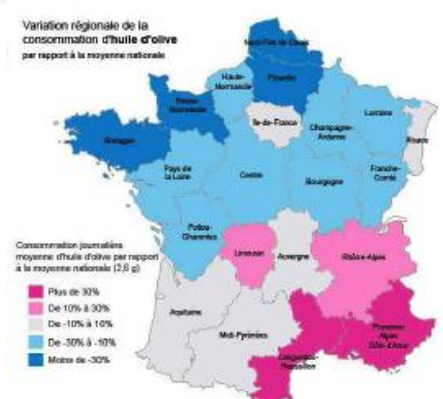 Variation régionale de la
consommation d'huile d'olive
par rapport à la moyenne nationale
Nord-Pas de Calais
Haute-
Normandie
Picardie
Basse-
Normandie
Ile-de-France
Lorraine
Alsace
Champagne-
Ardenne
Bretagne
Pays de
la Loire
Centre
Bourgogne
Franche-
Comté
Poitou-
Charentes
Limousin
Auvergne
Rhône-Alpes
Aquitaine
Midi-Pyrénées
Languedoc-
Roussillon
Provence
Alpes
Côte d'Azur
Consommation journalière
moyenne d'huile d'olive par rapport
à la moyenne nationale (2,6 g)
Plus de 30%
De 10% à 30%
De -10% à 10%
De -30% à -10%
Moins de -30%